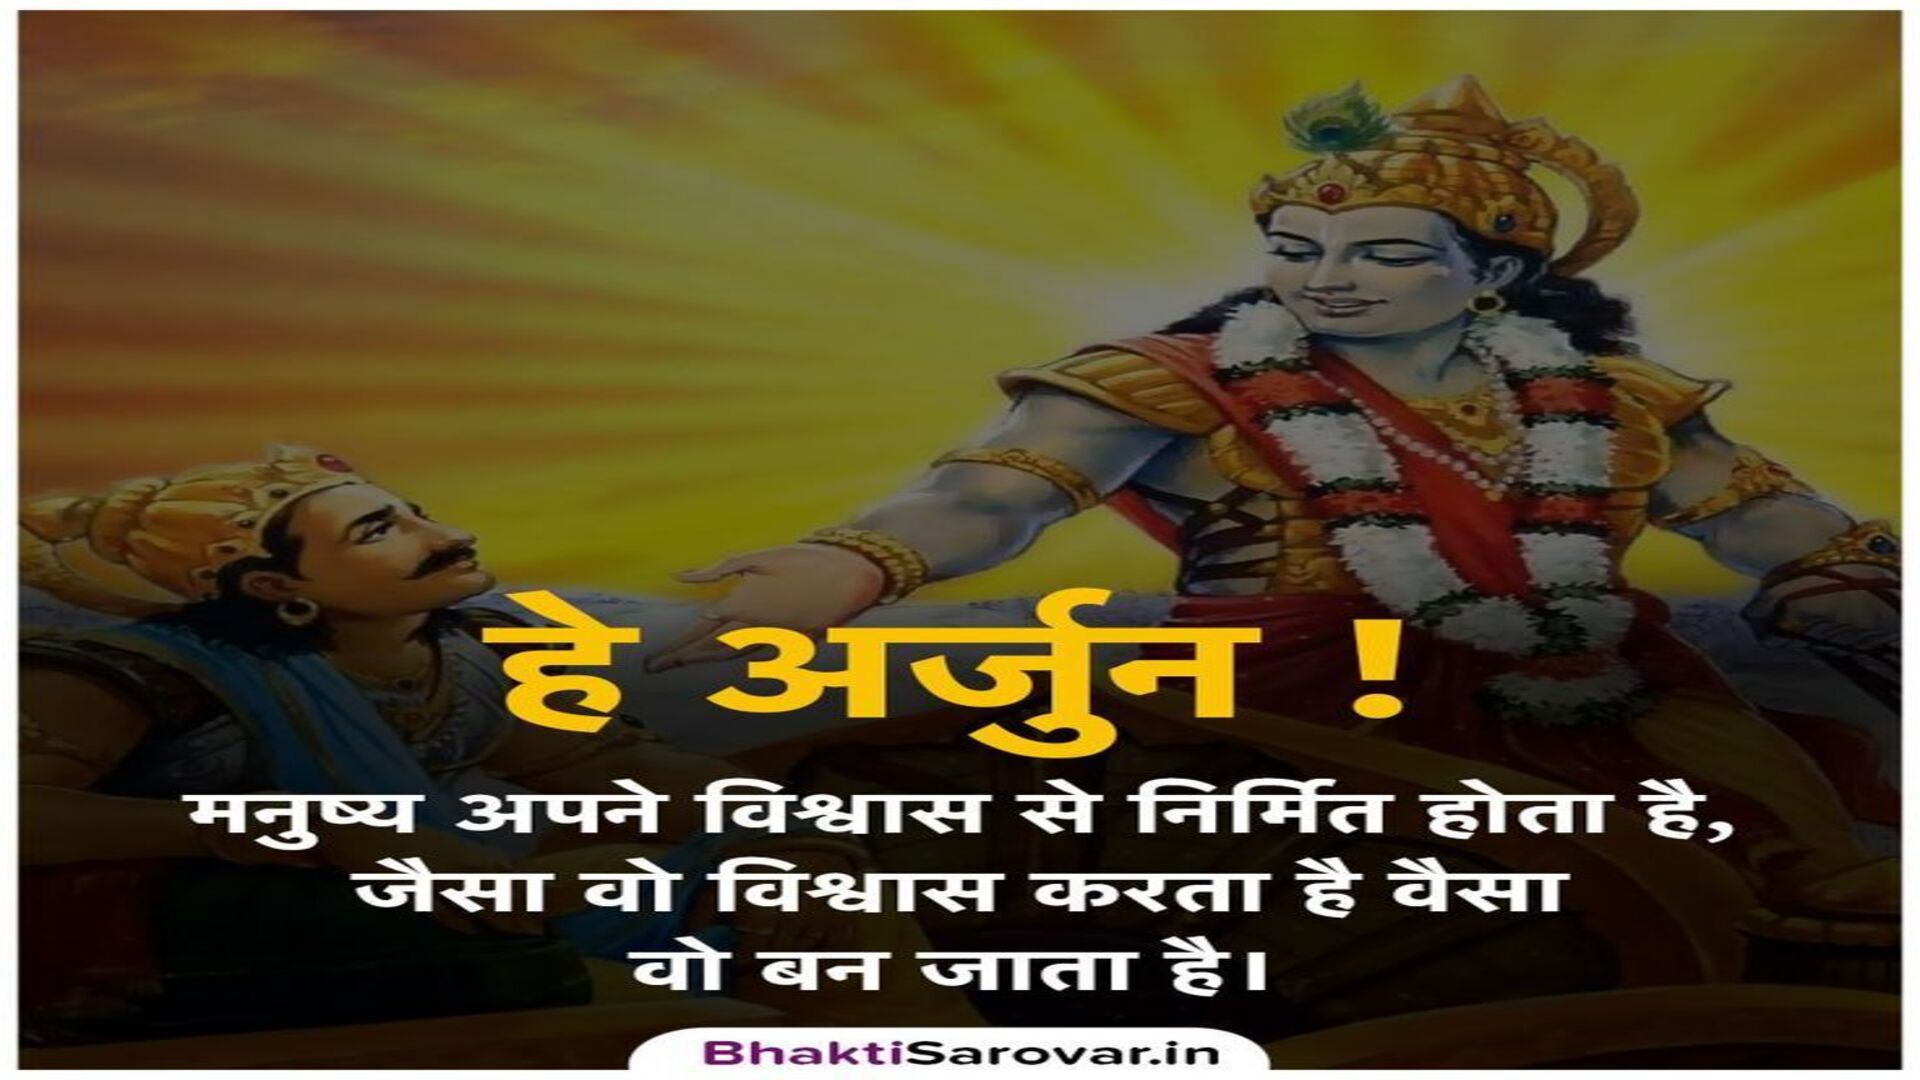 हे अर्जुन !
मनुष्य अपने विश्वास से निर्मित होता है,
जैसा वो विश्वास करता है वैसा
वो बन जाता है।
BhaktiSarovar.in